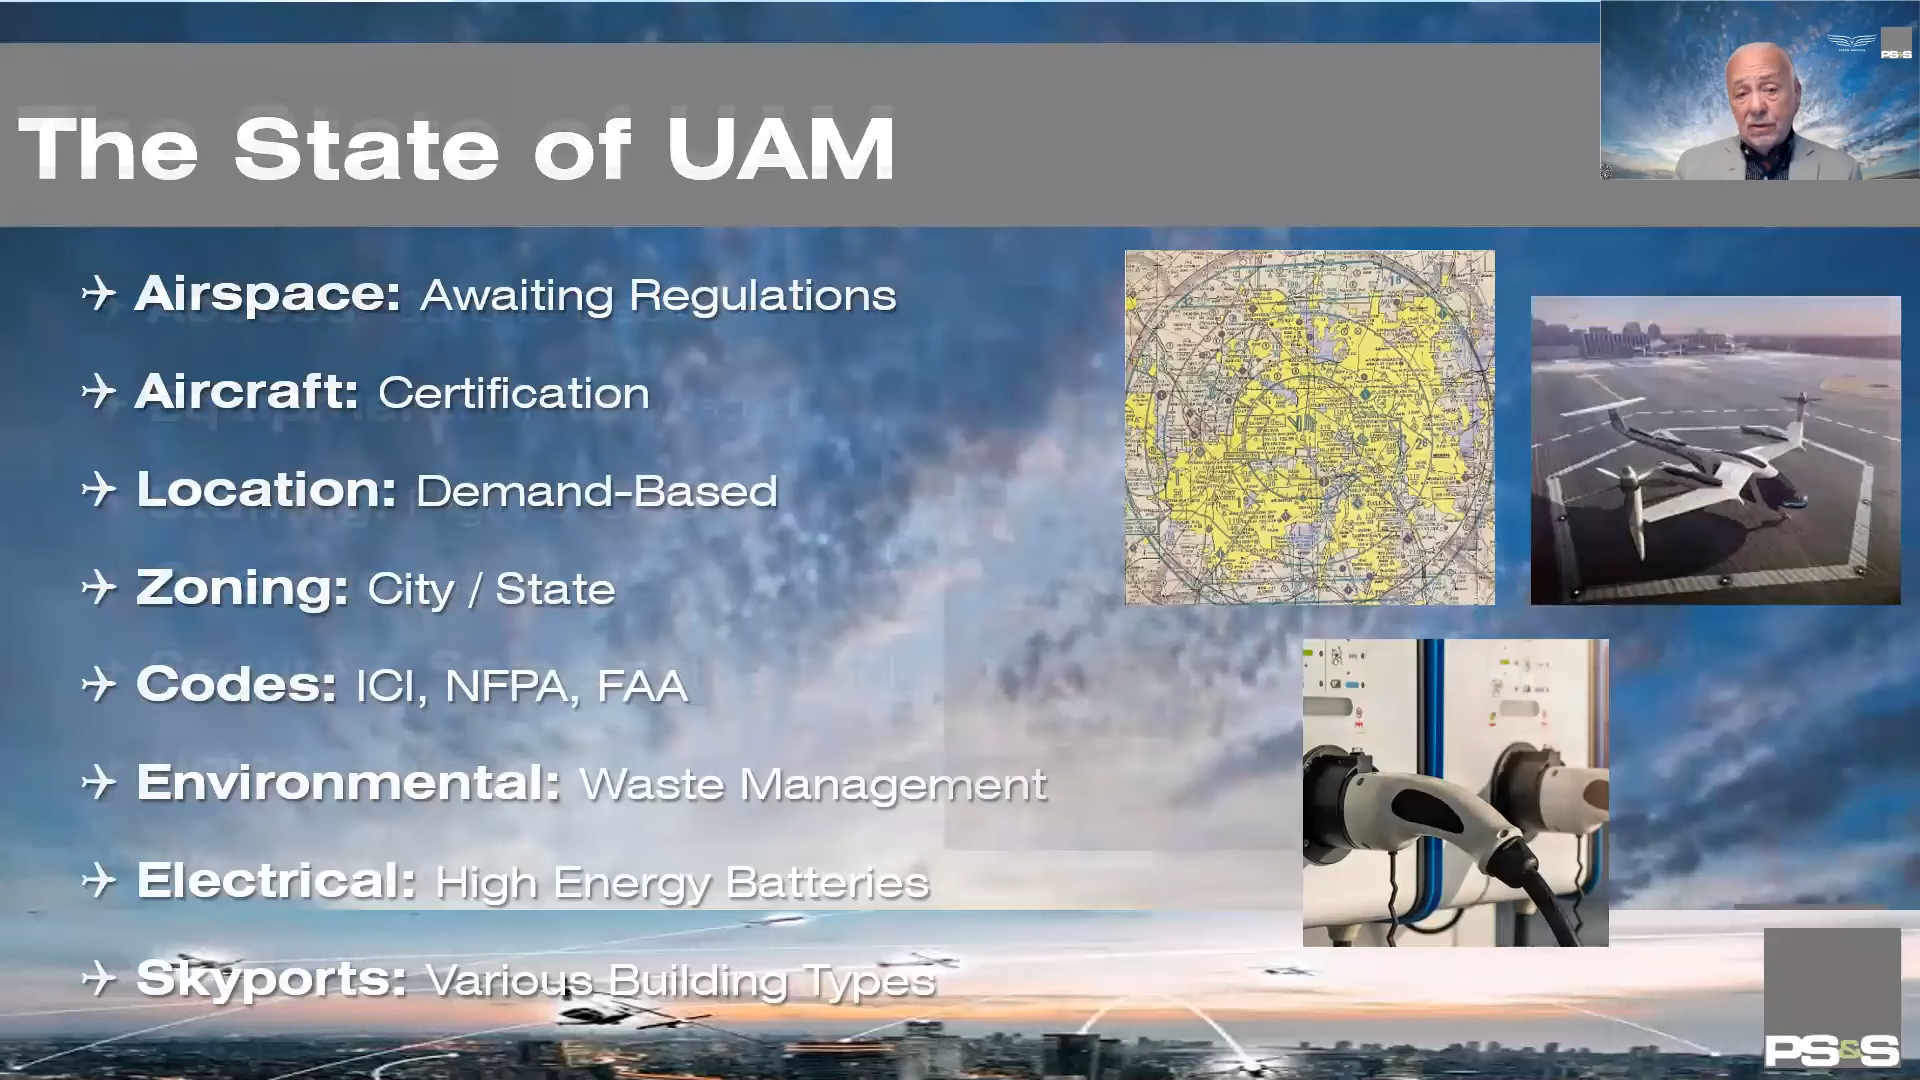 The State of UAM
PS&S
Airspace: Awaiting Regulations
Aircraft: Certification
Location: Demand-Based
Zoning: City / State
Codes: ICI, NFPA, FAA
Environmental: Waste Management
Electrical: High Energy Batteries
Skyports: Various Building Types
PS&S